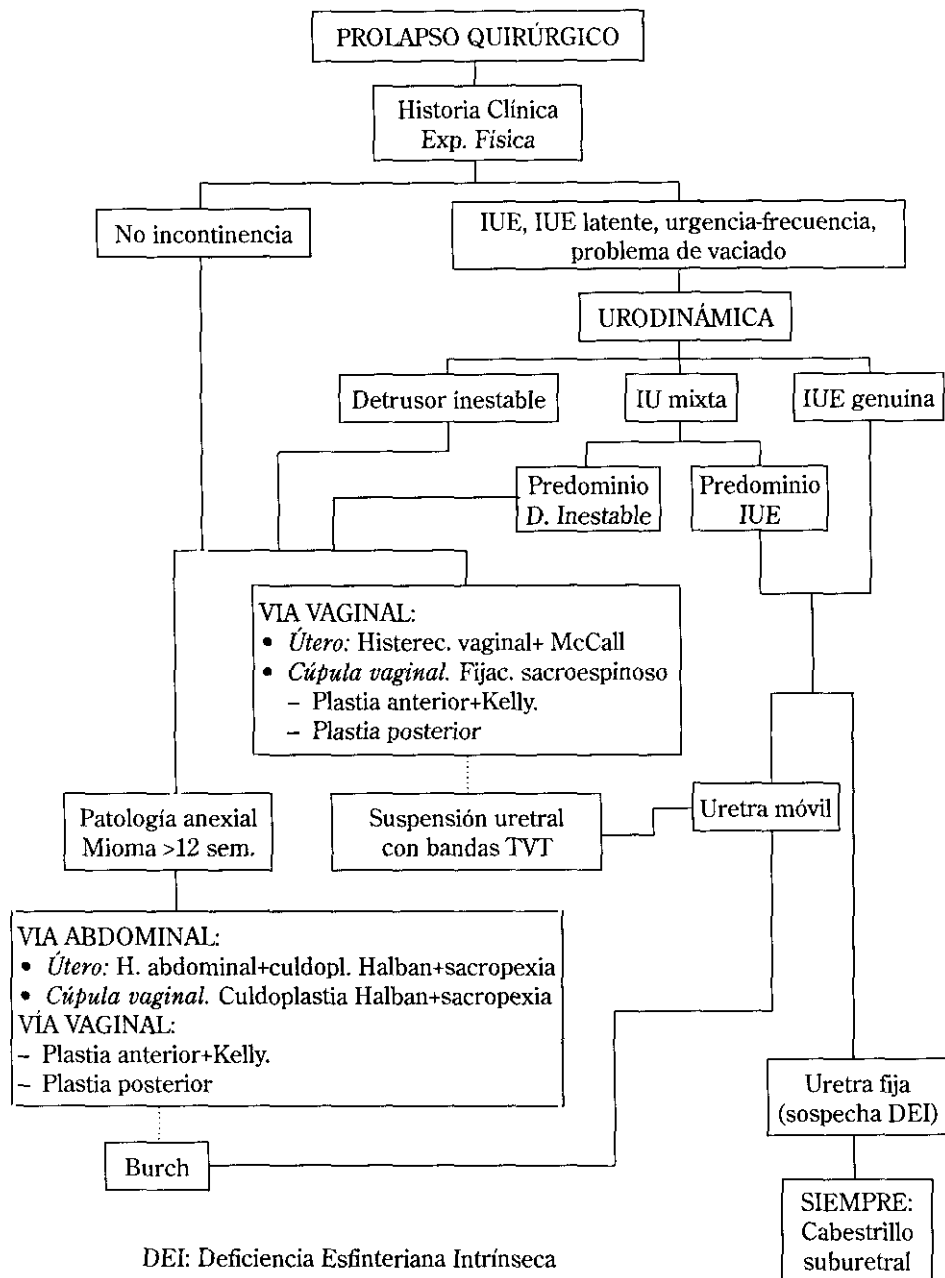 PROLAPSO QUIRÚRGICO
Historia Clínica
Exp. Física
No incontinencia
IUE, IUE latente, urgencia-frecuencia,
problema de vaciado
URODINÁMICA
Detrusor inestable
IU mixta
IUE genuina
Predominio
D. Inestable
Predominio
IUE
VIA VAGINAL:
• Útero: Histerec. vaginal+ McCall
• Cúpula vaginal. Fijac. sacroespinoso
– Plastia anterior+Kelly.
– Plastia posterior
Patología anexial
Mioma >12 sem.
Suspensión uretral
con bandas TVT
Uretra móvil
VIA ABDOMINAL:
• Útero: H. abdominal+culdopl. Halban+sacropexia
• Cúpula vaginal. Culdoplastia Halban+sacropexia
VÍA VAGINAL:
– Plastia anterior+Kelly.
– Plastia posterior
Burch
Uretra fija
(sospecha DEI)
SIEMPRE:
Cabestrillo
suburetral
DEI: Deficiencia Esfinteriana Intrínseca